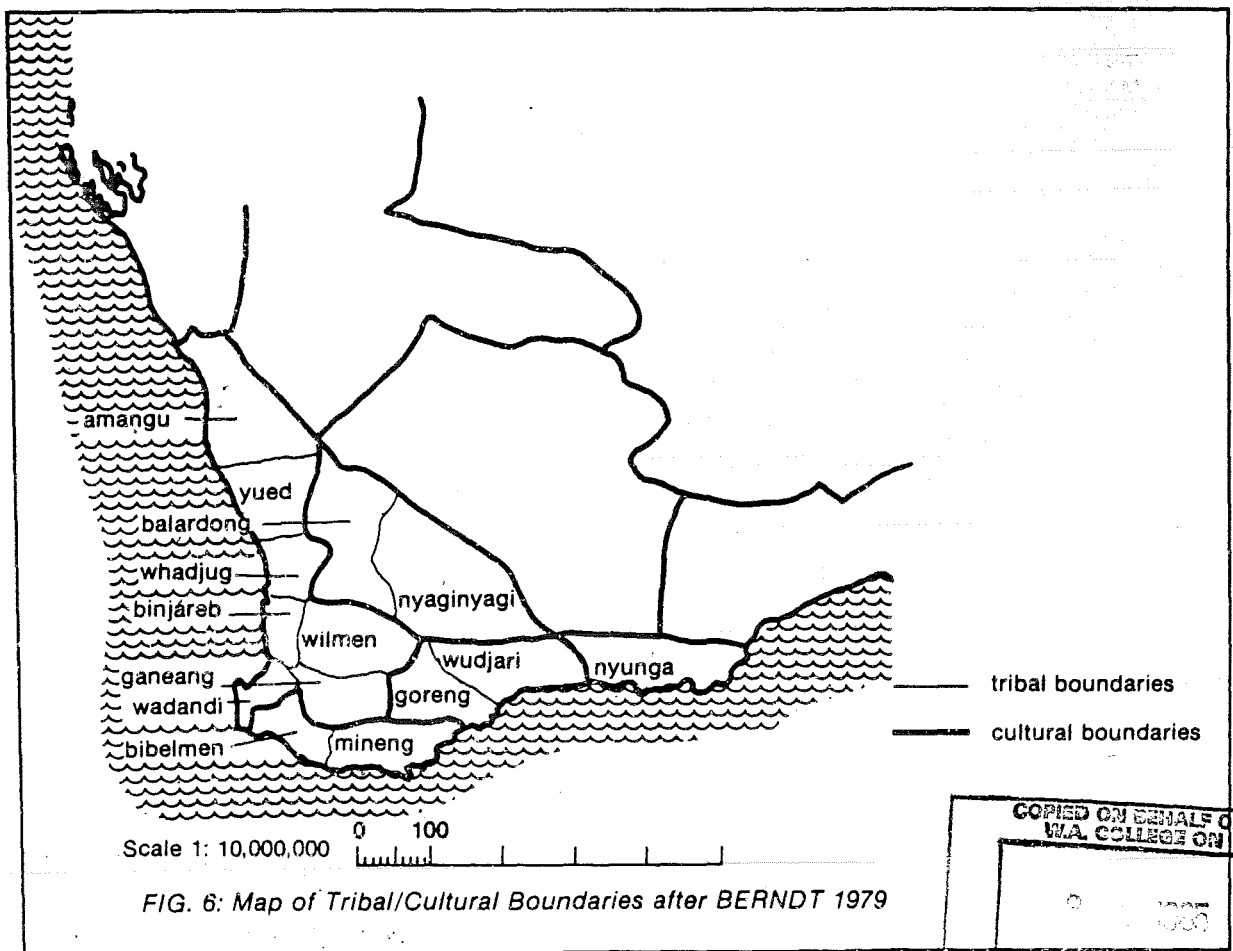 amangu
yued
balardong
whadjug
nyaginyagi
binjáreb
wilmen
wudjari
nyunga
ganeang
goreng
wadandi
bibelmen
mineng
tribal boundaries
cultural boundaries
0 100
Scale 1: 10,000,000
FIG. 6: Map of Tribal/Cultural Boundaries after BERNDT 1979
COPIED ON BEHALF O
W.A. COLLEGE ON